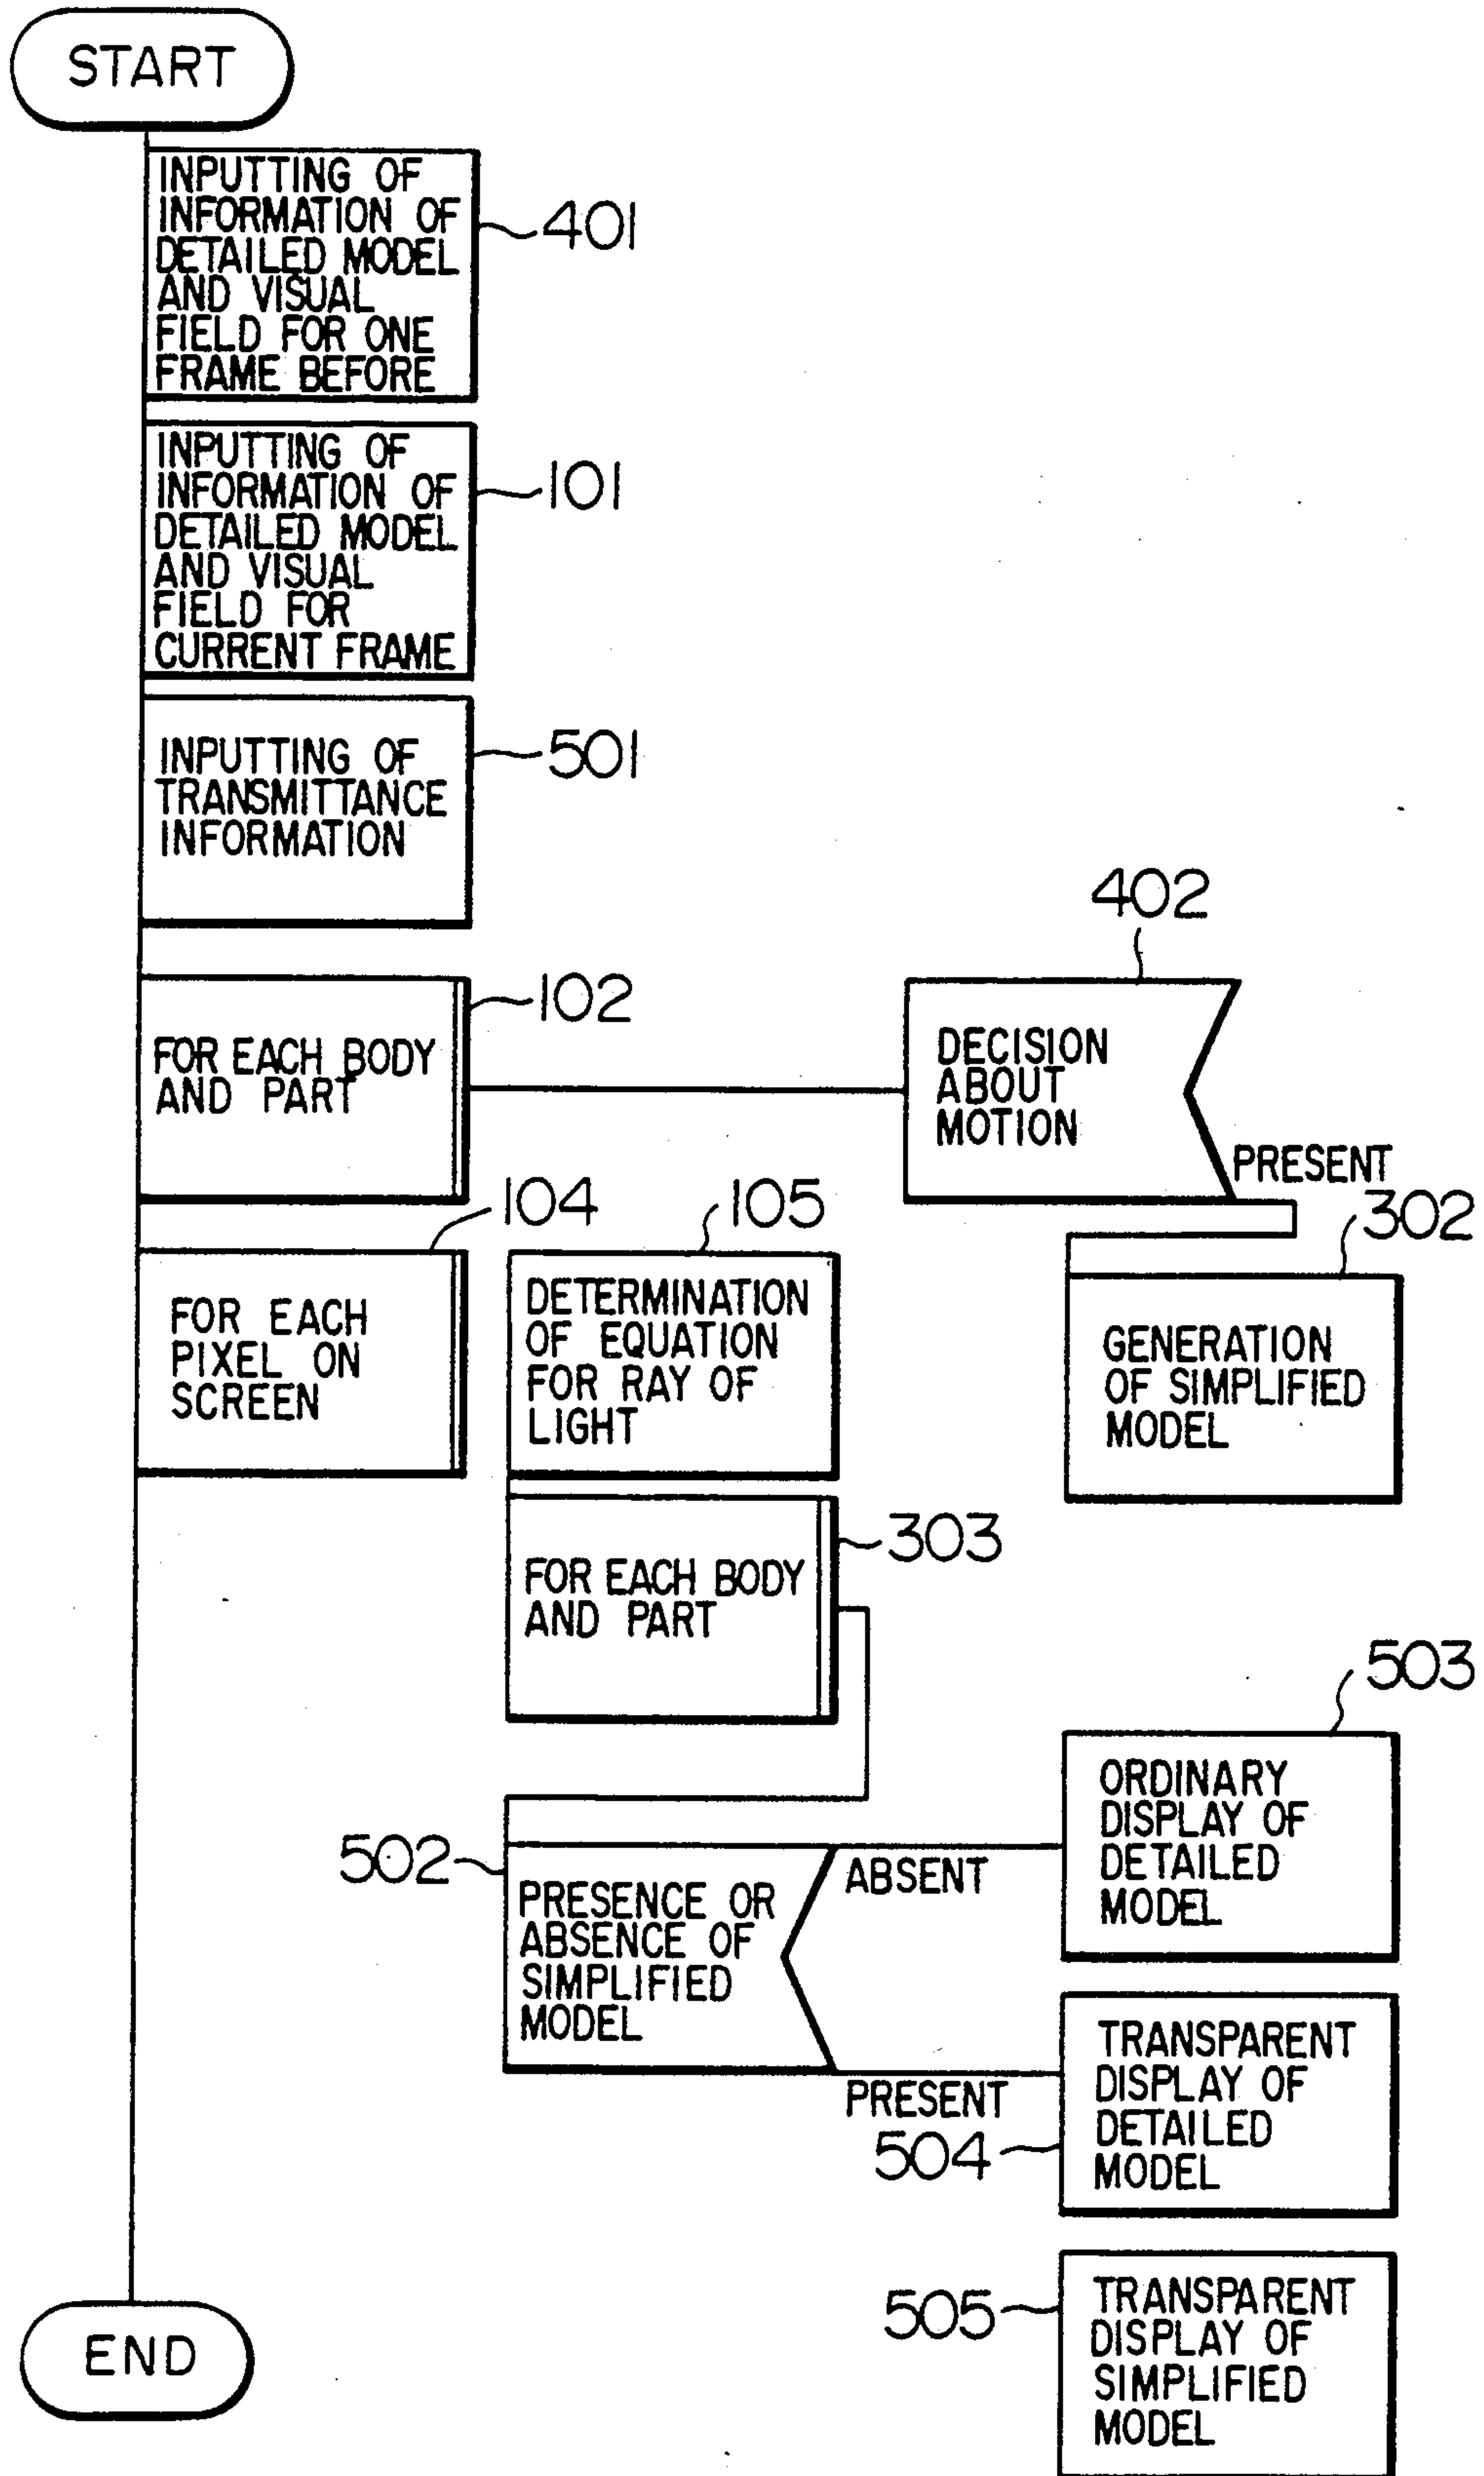 START
INPUTTING OF
INFORMATION OF
DETAILED MODEL
AND VISUAL
FIELD FOR ONE
FRAME BEFORE
401
INPUTTING OF
INFORMATION OF
DETAILED MODEL
AND VISUAL
FIELD FOR
CURRENT FRAME
101
INPUTTING OF
TRANSMITTANCE
INFORMATION
501
FOR EACH BODY
AND PART
102
402
DECISION
ABOUT
MOTION
PRESENT
302
GENERATION
OF SIMPLIFIED
MODEL
104
FOR EACH
PIXEL ON
SCREEN
105
DETERMINATION
OF EQUATION
FOR RAY OF
LIGHT
303
FOR EACH BODY
AND PART
502
PRESENCE OR
ABSENCE OF
SIMPLIFIED
MODEL
ABSENT
503
ORDINARY
DISPLAY OF
DETAILED
MODEL
PRESENT
504
TRANSPARENT
DISPLAY OF
DETAILED
MODEL
505
TRANSPARENT
DISPLAY OF
SIMPLIFIED
MODEL
END